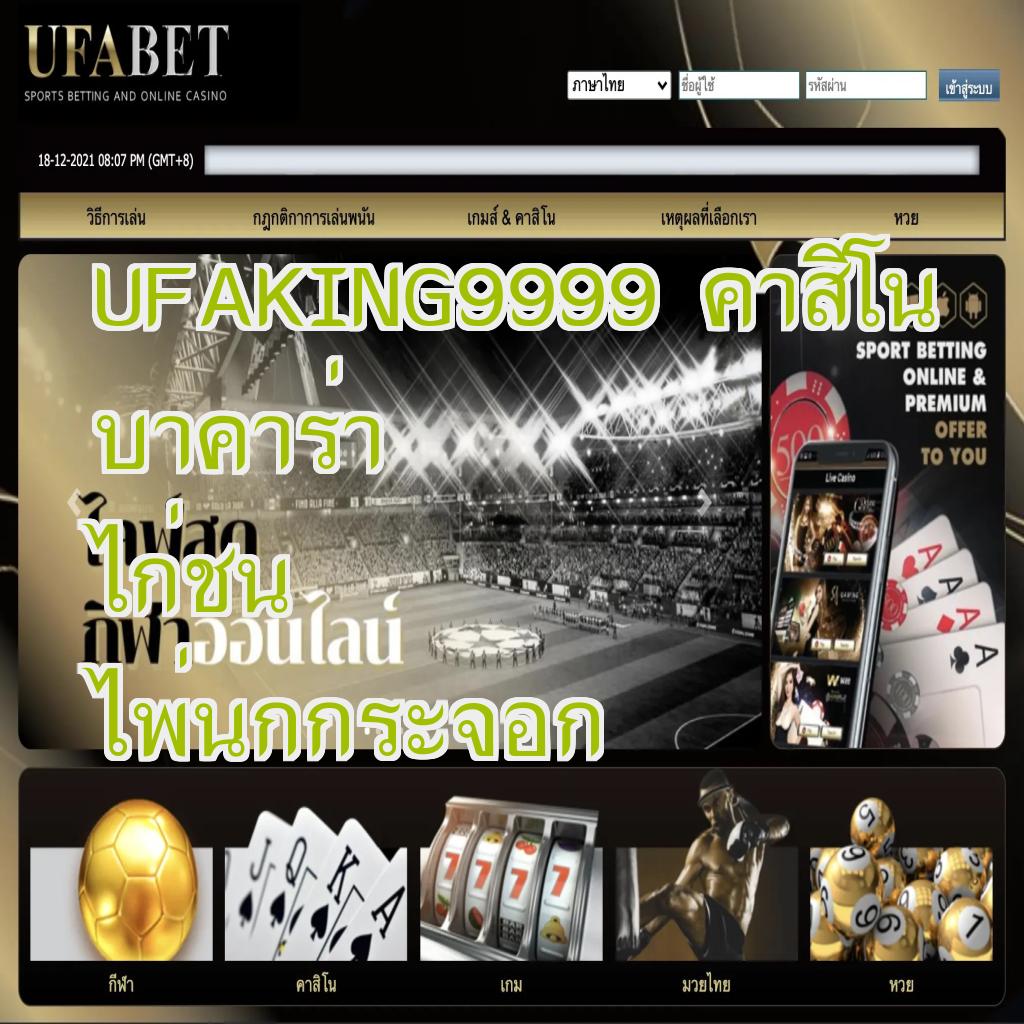 UFABET
SPORTS BETTING AND ONLINE CASINO
ภาษาไทย
ชื่อผู้ใช้
รหัสผ่าน
เข้าสู่ระบบ
18-12-2021 08:07 PM (GMT+8)
วิธีการเล่น
กฎกติกาการเล่นพนัน
เกมส์ & คาสิโน
เหตุผลที่เลือกเรา
หวย
UFAKING9999 คาสิโน
บาคาร่า
ไก่ชน
ไพ่นกกระจอก
ออนไลน์
SPORT BETTING
ONLINE &
PREMIUM
OFFER
TO YOU
Live Casino
กีฬา
คาสิโน
เกม
มวยไทย
หวย